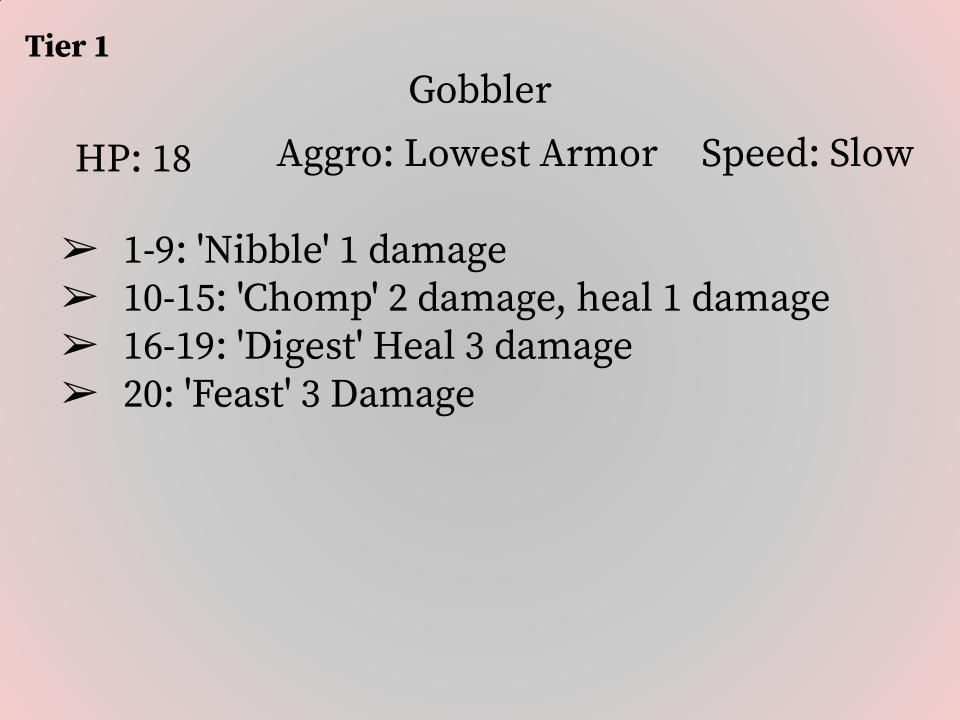 Tier 1
Gobbler
HP: 18
Aggro: Lowest Armor
Speed: Slow
➢ 1-9: 'Nibble' 1 damage
➢ 10-15: 'Chomp' 2 damage, heal 1 damage
➢ 16-19: 'Digest' Heal 3 damage
➢ 20: 'Feast' 3 Damage